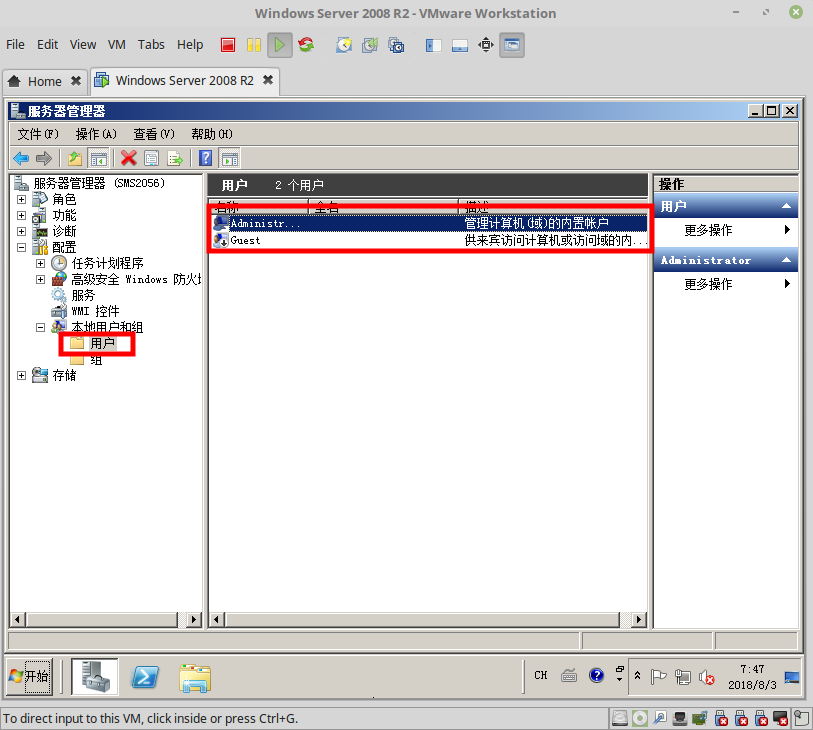 Windows Server 2008 R2 - VMware Workstation
File Edit View VM Tabs Help
Home Windows Server 2008 R2
服务器管理器
文件(F) 操作(A) 查看(V) 帮助(H)
服务器管理器 (SMS2056)
角色
功能
诊断
配置
任务计划程序
高级安全 Windows 防火
服务
WMI 控件
本地用户和组
用户
组
存储
用户 2 个用户
名称 全名 描述
Administr... 管理计算机(域)的内置帐户
Guest 供来宾访问计算机或访问域的内...
操作
用户
更多操作
Administrator
更多操作
开始
CH
7:47
2018/8/3
To direct input to this VM, click inside or press Ctrl+G.